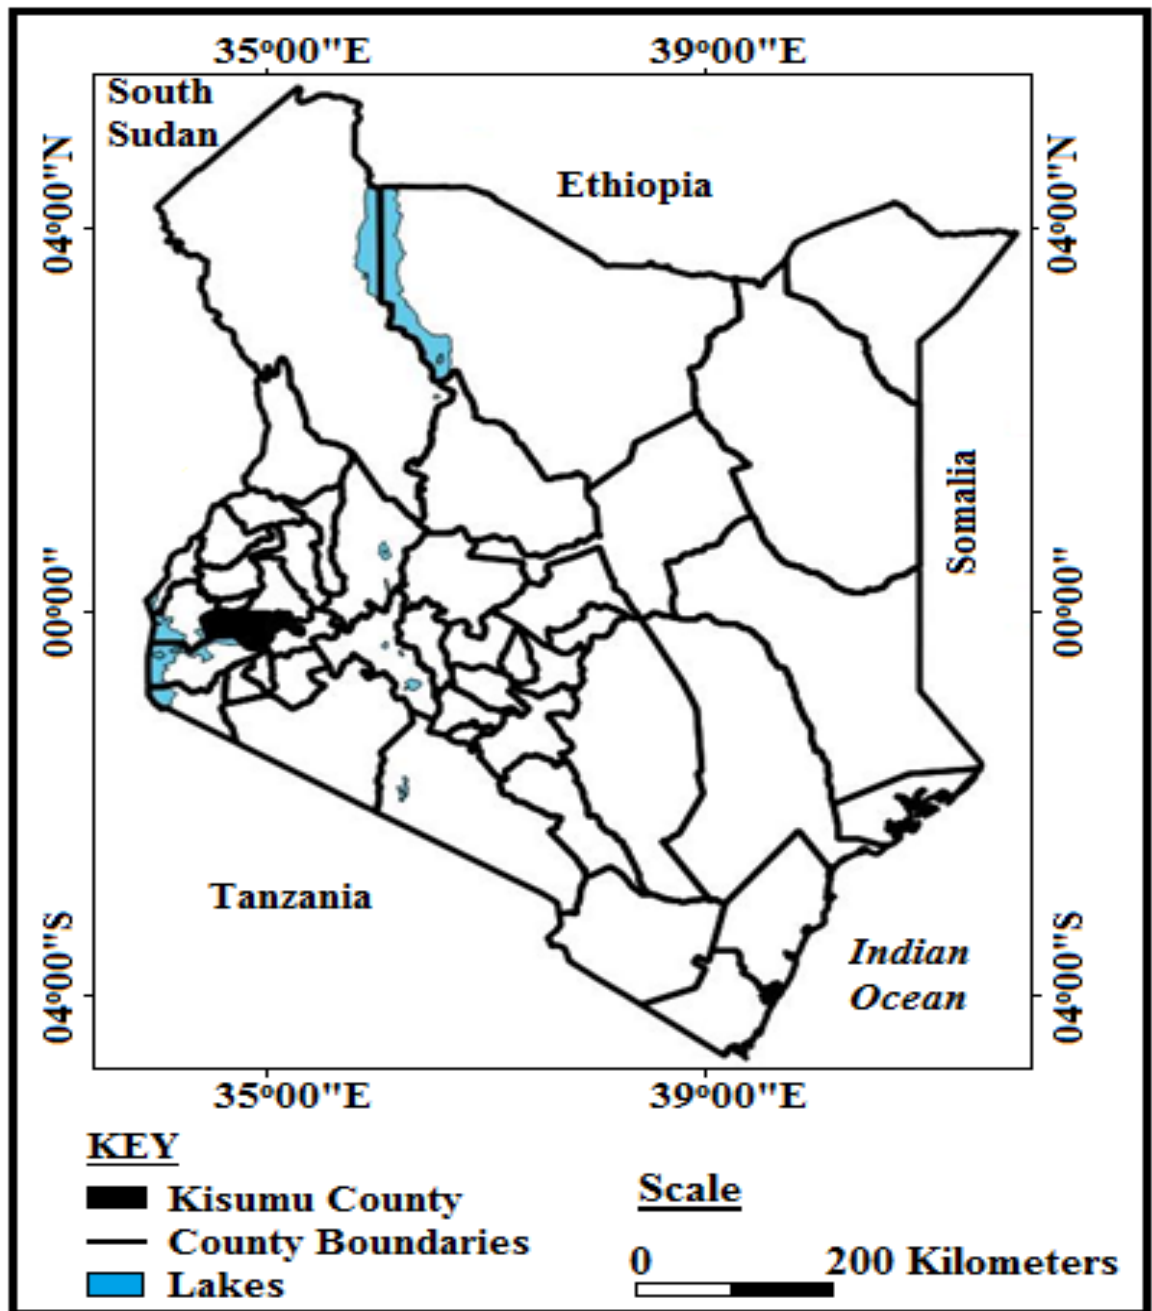 35º00"E 39º00"E
South
Sudan
Ethiopia
04º00"N
04º00"N
Somalia
00º00"
00º00"
Tanzania
Indian
Ocean
04º00"S
04º00"S
35º00"E 39º00"E
KEY
Kisumu County
County Boundaries
Lakes
Scale
0 200 Kilometers